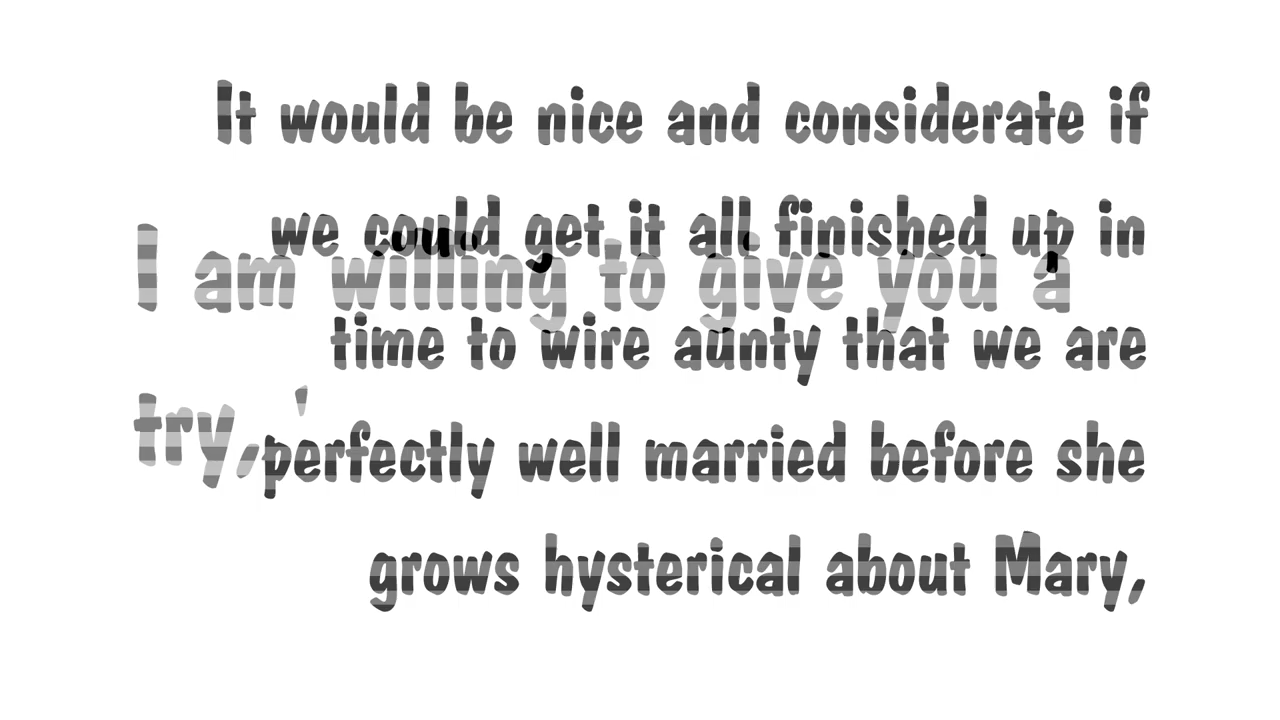 It would be nice and considerate if
we could get it all finished up in
time to wire aunty that we are
perfectly well married before she
grows hysterical about Mary,
I am willing to give you a
try,'